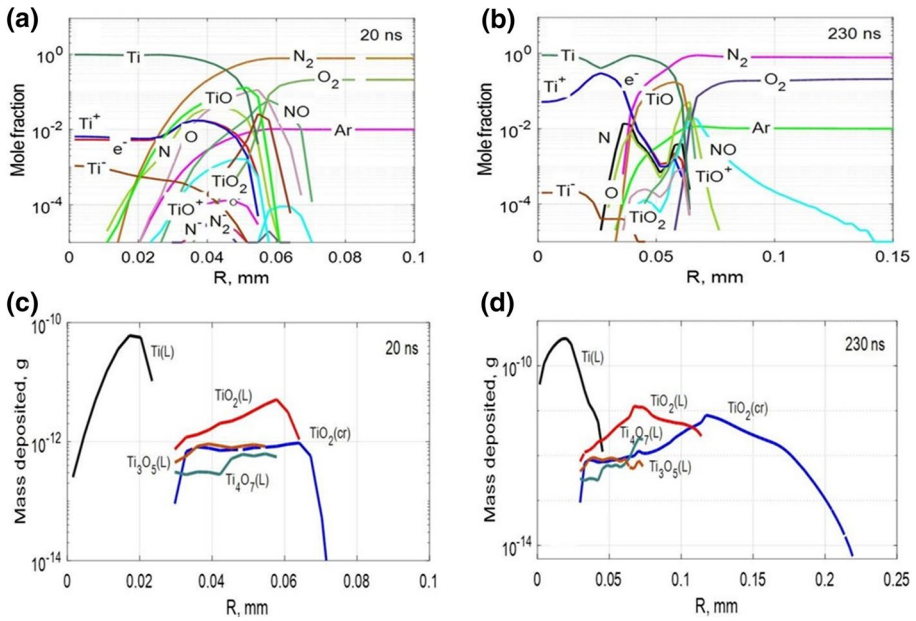 (a)
20 ns
Mole fraction
10⁰
10⁻²
10⁻⁴
Ti
N₂
O₂
TiO
NO
Ti⁺
e⁻
N
O
Ar
Ti⁻
TiO₂
TiO⁺
O
N⁻
N₂⁻
0
0.02
0.04
0.06
0.08
0.1
R, mm
(b)
230 ns
Mole fraction
10⁰
10⁻²
10⁻⁴
Ti
N₂
O₂
Ti⁺
e⁻
TiO
N
Ar
NO
Ti⁻
O
TiO⁺
TiO₂
0
0.05
0.1
0.15
R, mm
(c)
20 ns
Mass deposited, g
10⁻¹⁰
10⁻¹²
10⁻¹⁴
Ti(L)
TiO₂(L)
TiO₂(cr)
Ti₃O₅(L)
Ti₄O₇(L)
0
0.02
0.04
0.06
0.08
0.1
R, mm
(d)
230 ns
Mass deposited, g
10⁻¹⁰
10⁻¹²
10⁻¹⁴
Ti(L)
TiO₂(L)
TiO₂(cr)
Ti₄O₇(L)
Ti₃O₅(L)
0
0.05
0.1
0.15
0.2
0.25
R, mm